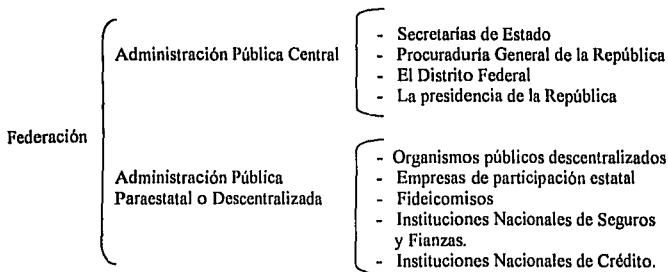 Federación
Administración Pública Central
- Secretarías de Estado
- Procuraduría General de la República
- El Distrito Federal
- La presidencia de la República
Administración Pública
Paraestatal o Descentralizada
- Organismos públicos descentralizados
- Empresas de participación estatal
- Fideicomisos
- Instituciones Nacionales de Seguros
y Fianzas.
- Instituciones Nacionales de Crédito.